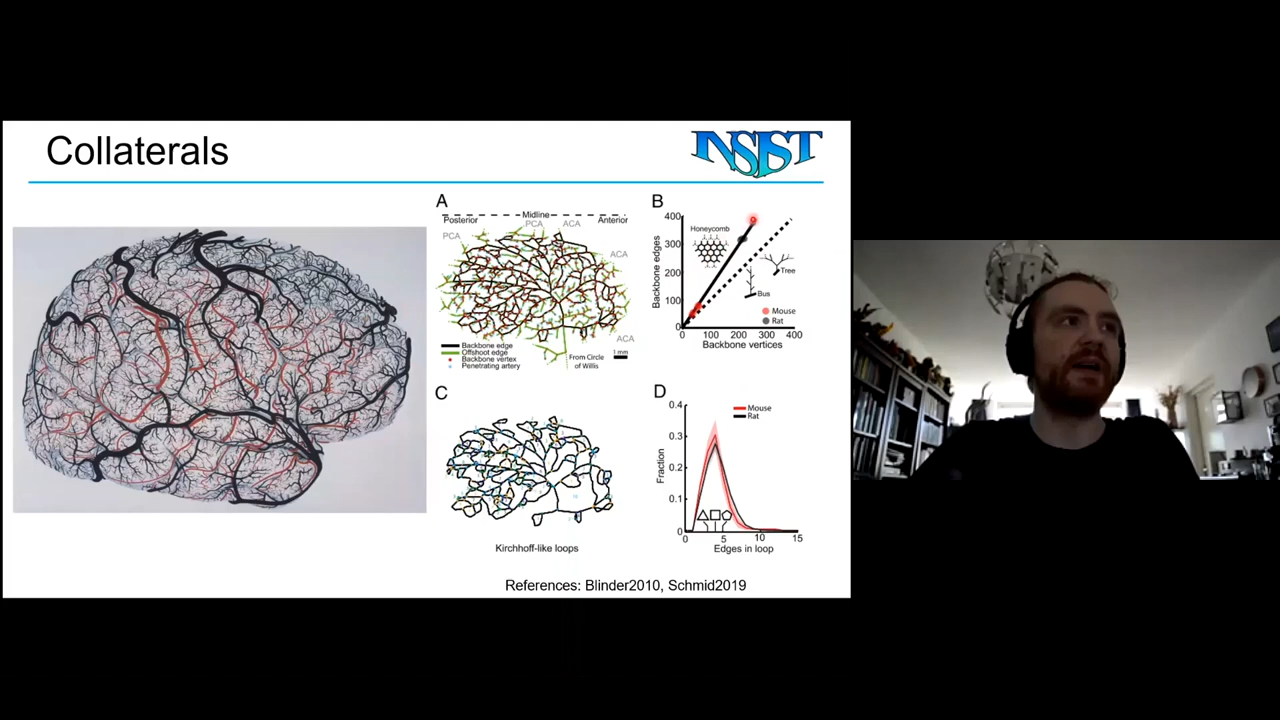 Collaterals
INSIST
A
Midline
Posterior
PCA
ACA
Anterior
PCA
ACA
ACA
Backbone edge
Offshoot edge
Backbone vertex
Penetrating artery
From Circle
of Willis
1 mm
B
Backbone edges
400
300
200
100
0
Honeycomb
Tree
Bus
Mouse
Rat
100 200 300 400
Backbone vertices
C
Kirchhoff-like loops
D
Fraction
0.4
0.3
0.2
0.1
0
Mouse
Rat
0 5 10 15
Edges in loop
References: Blinder2010, Schmid2019